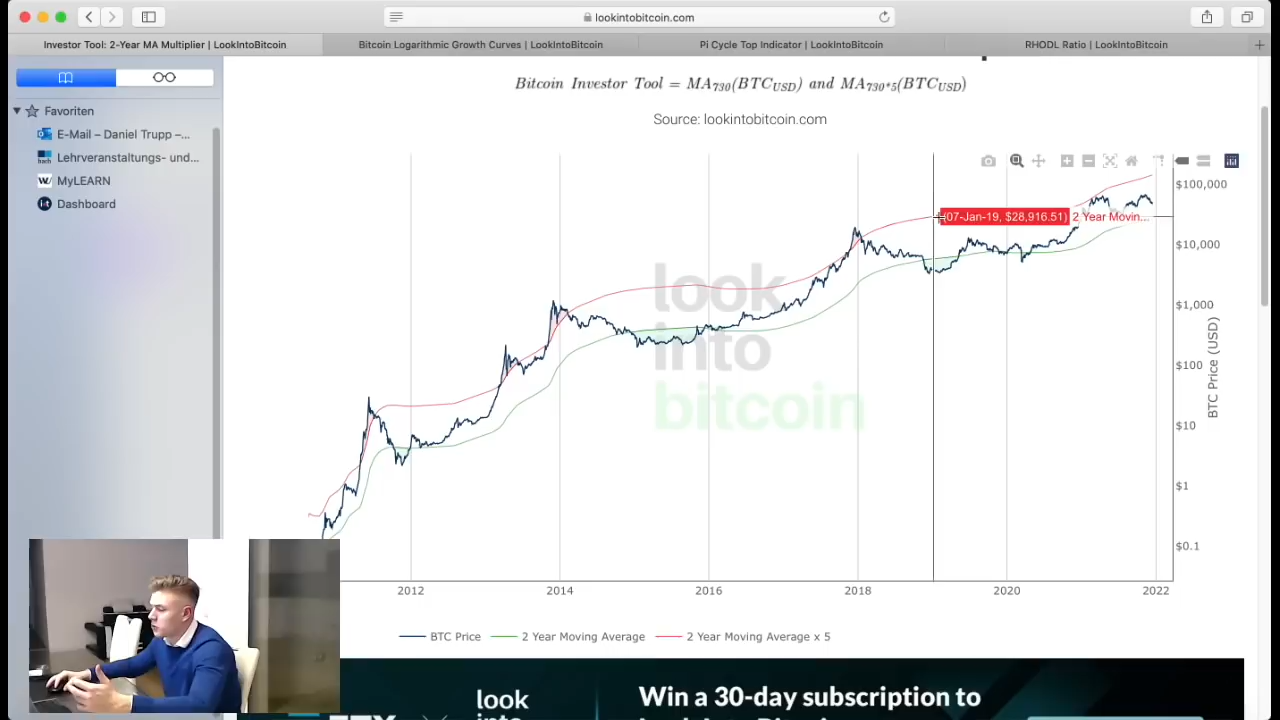 lookintobitcoin.com
Investor Tool: 2-Year MA Multiplier | LookIntoBitcoin
Bitcoin Logarithmic Growth Curves | LookIntoBitcoin
Pi Cycle Top Indicator | LookIntoBitcoin
RHODL Ratio | LookIntoBitcoin
Favoriten
E-Mail – Daniel Trupp –...
Lehrveranstaltungs- und...
MyLEARN
Dashboard
Bitcoin Investor Tool = MA730(BTCUSD) and MA730*5(BTCUSD)
Source: lookintobitcoin.com
$100,000
(07-Jan-19, $28,916.51) 2 Year Movin...
$10,000
look
into
bitcoin
$1,000
$100
$10
$1
$0.1
BTC Price (USD)
2012
2014
2016
2018
2020
2022
BTC Price
2 Year Moving Average
2 Year Moving Average x 5
look
into
Win a 30-day subscription to